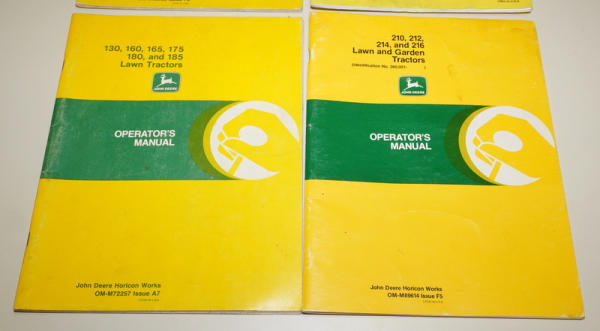 130, 160, 165, 175
180, and 185
Lawn Tractors
JOHN DEERE
OPERATOR'S
MANUAL
John Deere Horicon Works
OM-M72257 Issue A7
210, 212,
214, and 216
Lawn and Garden
Tractors
JOHN DEERE
OPERATOR'S
MANUAL
John Deere Horicon Works
OM-M89614 Issue F5